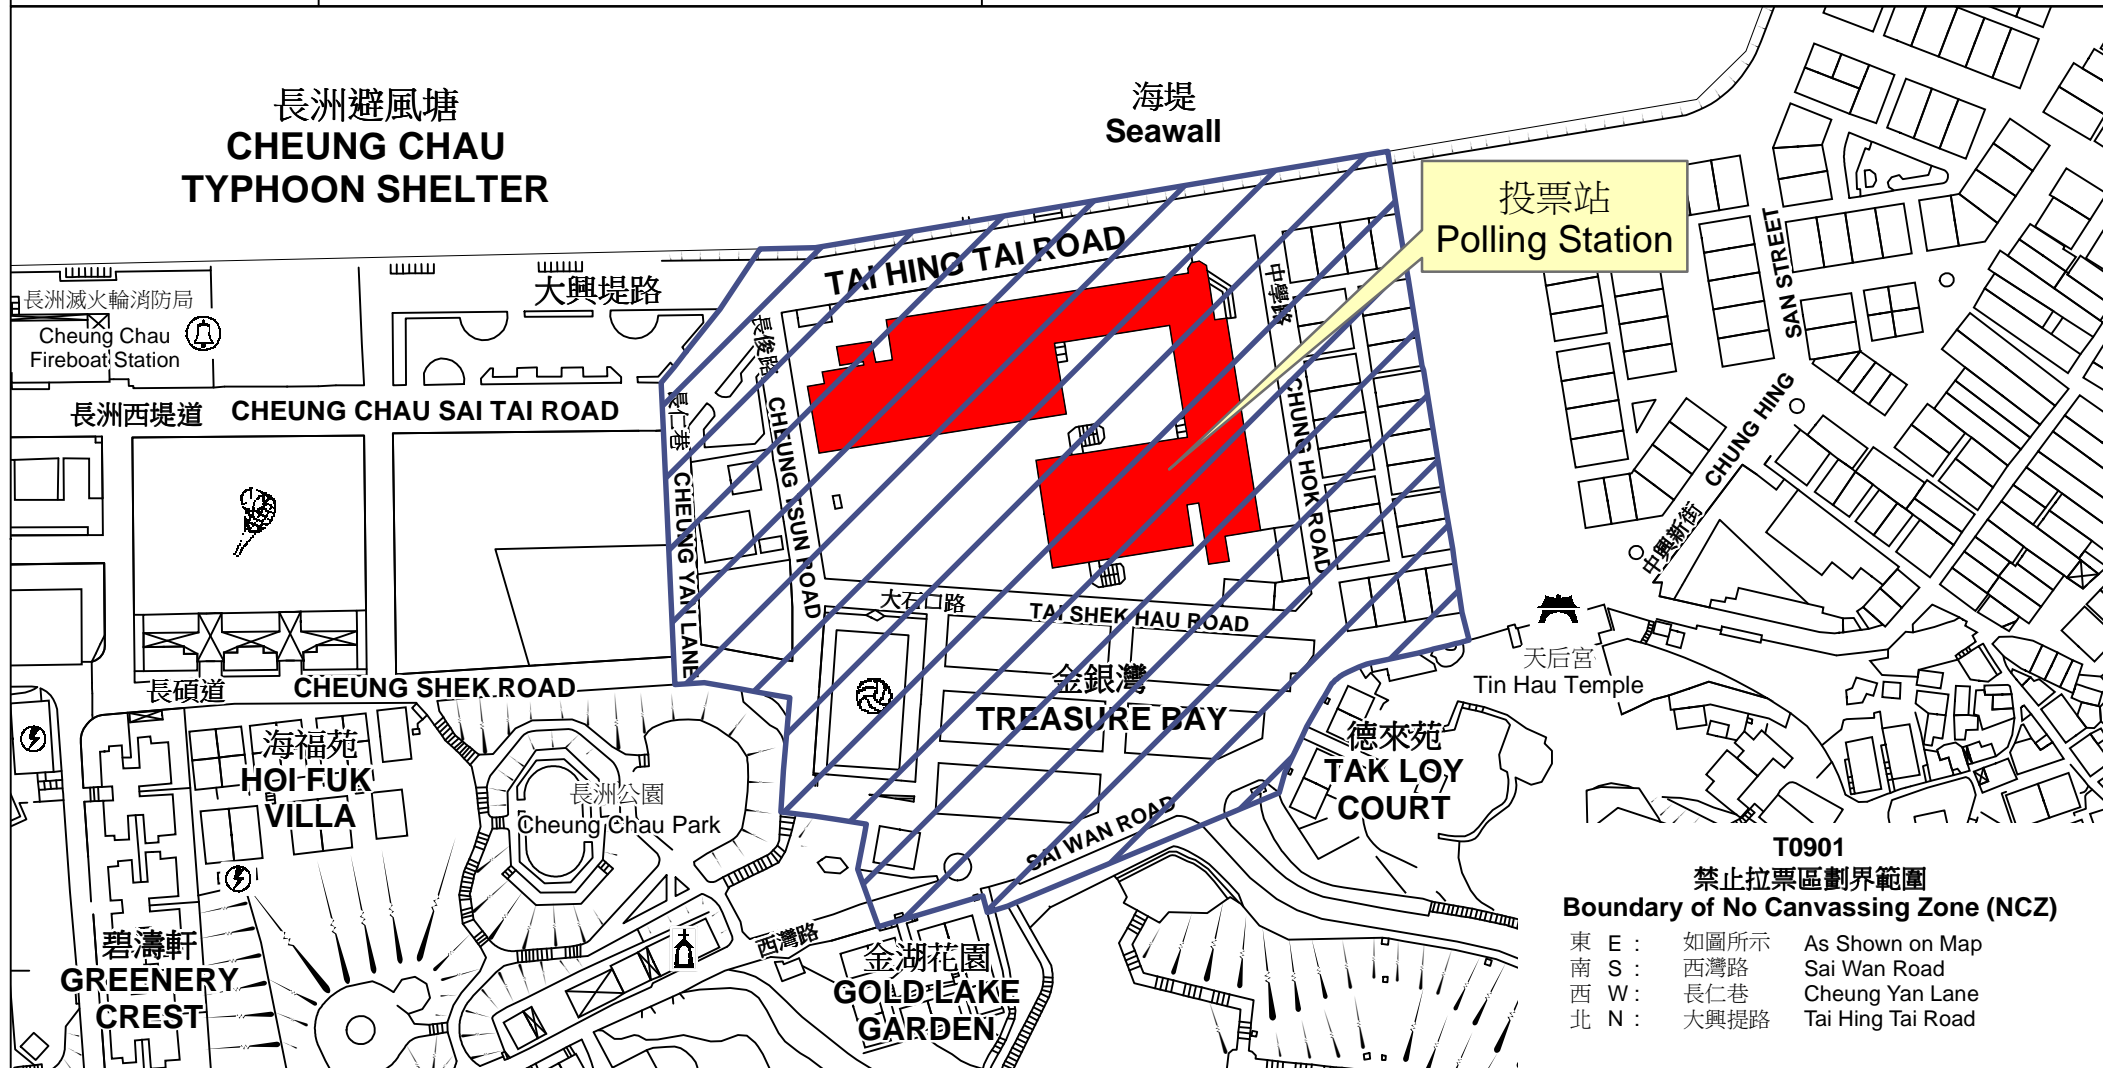 長洲避風塘
CHEUNG CHAU
TYPHOON SHELTER
海堤
Seawall
投票站
Polling Station
TAI HING TAI ROAD
大興堤路
長洲滅火輪消防局
Cheung Chau
Fireboat Station
長洲西堤道
CHEUNG CHAU SAI TAI ROAD
長俊路
CHEUNG TSUN ROAD
長仁巷
CHEUNG YAN LANE
中學路
CHUNG HOK ROAD
SAN STREET
CHUNG HING
中興新街
大石口路
TAI SHEK HAU ROAD
天后宮
Tin Hau Temple
金銀灣
TREASURE BAY
長碩道
CHEUNG SHEK ROAD
海福苑
HOI FUK
VILLA
長洲公園
Cheung Chau Park
德來苑
TAK LOY
COURT
SAI WAN ROAD
西灣路
碧濤軒
GREENERY
CREST
金湖花園
GOLD LAKE
GARDEN
T0901
禁止拉票區劃界範圍
Boundary of No Canvassing Zone (NCZ)
東 E : 如圖所示 As Shown on Map
南 S : 西灣路 Sai Wan Road
西 W : 長仁巷 Cheung Yan Lane
北 N : 大興提路 Tai Hing Tai Road